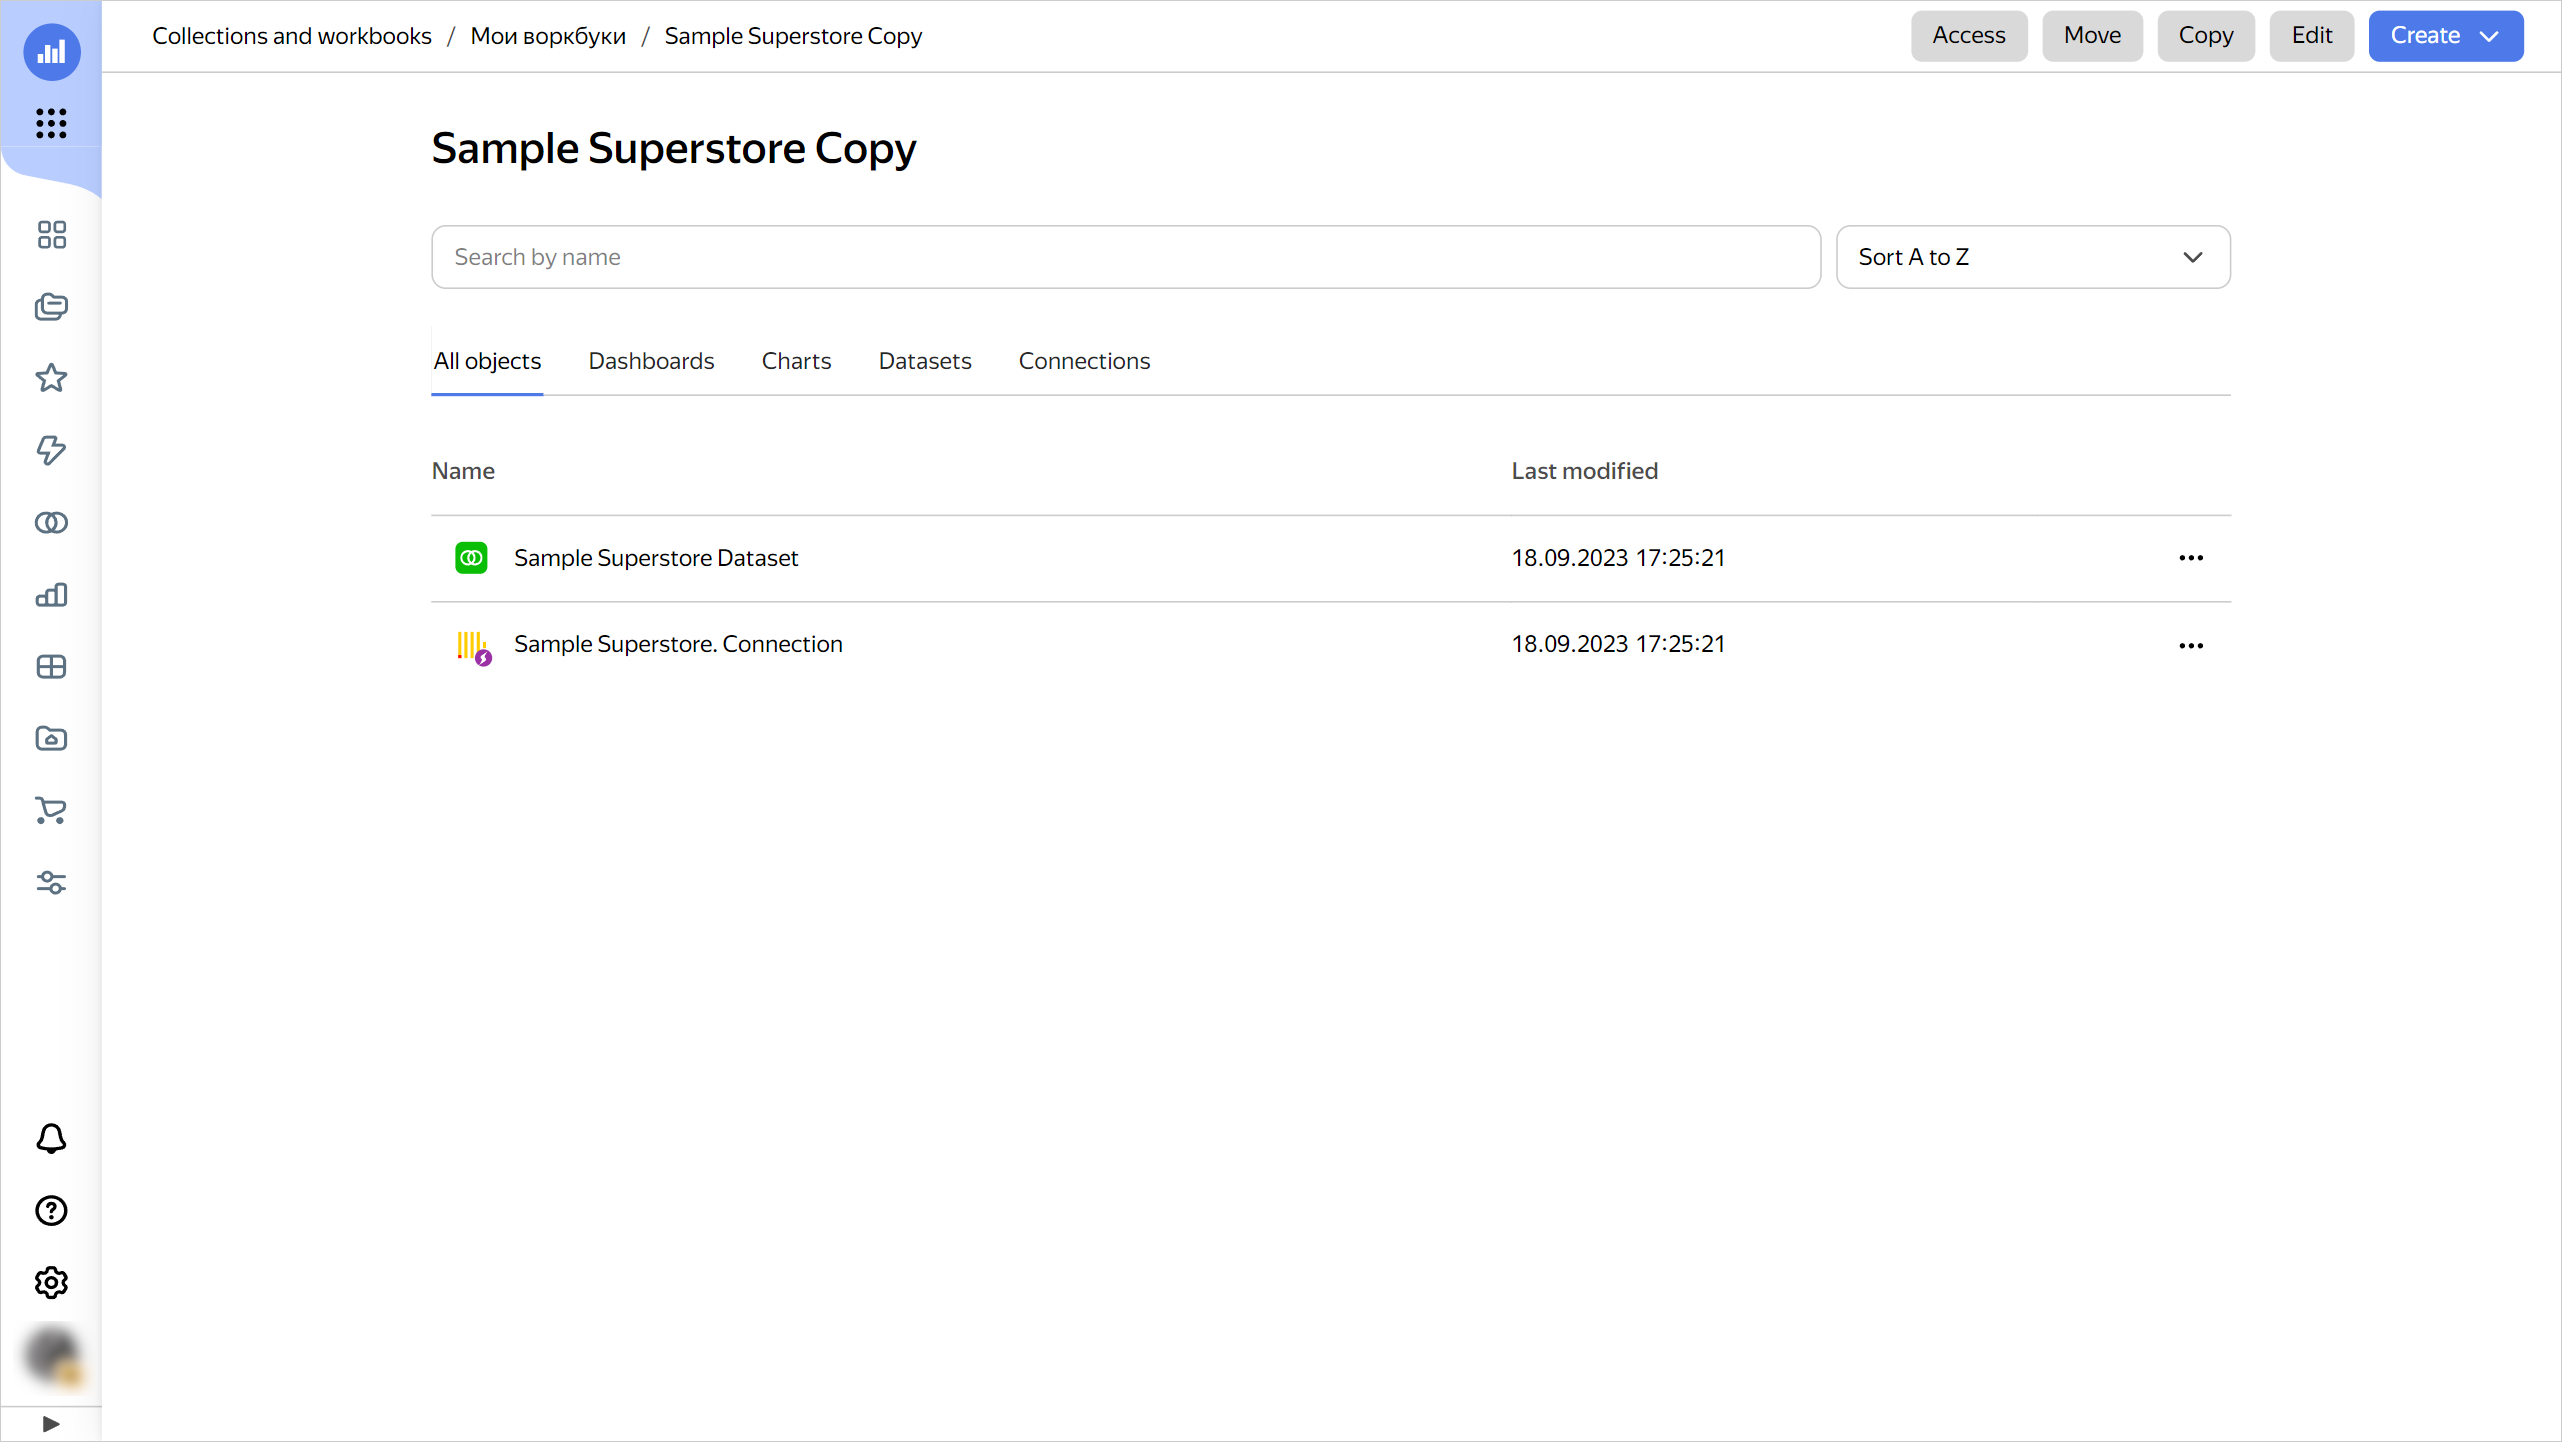 Collections and workbooks / Мои воркбуки / Sample Superstore Copy
Access Move Copy Edit Create
Sample Superstore Copy
Search by name Sort A to Z
All objects Dashboards Charts Datasets Connections
Name Last modified
Sample Superstore Dataset 18.09.2023 17:25:21
Sample Superstore. Connection 18.09.2023 17:25:21